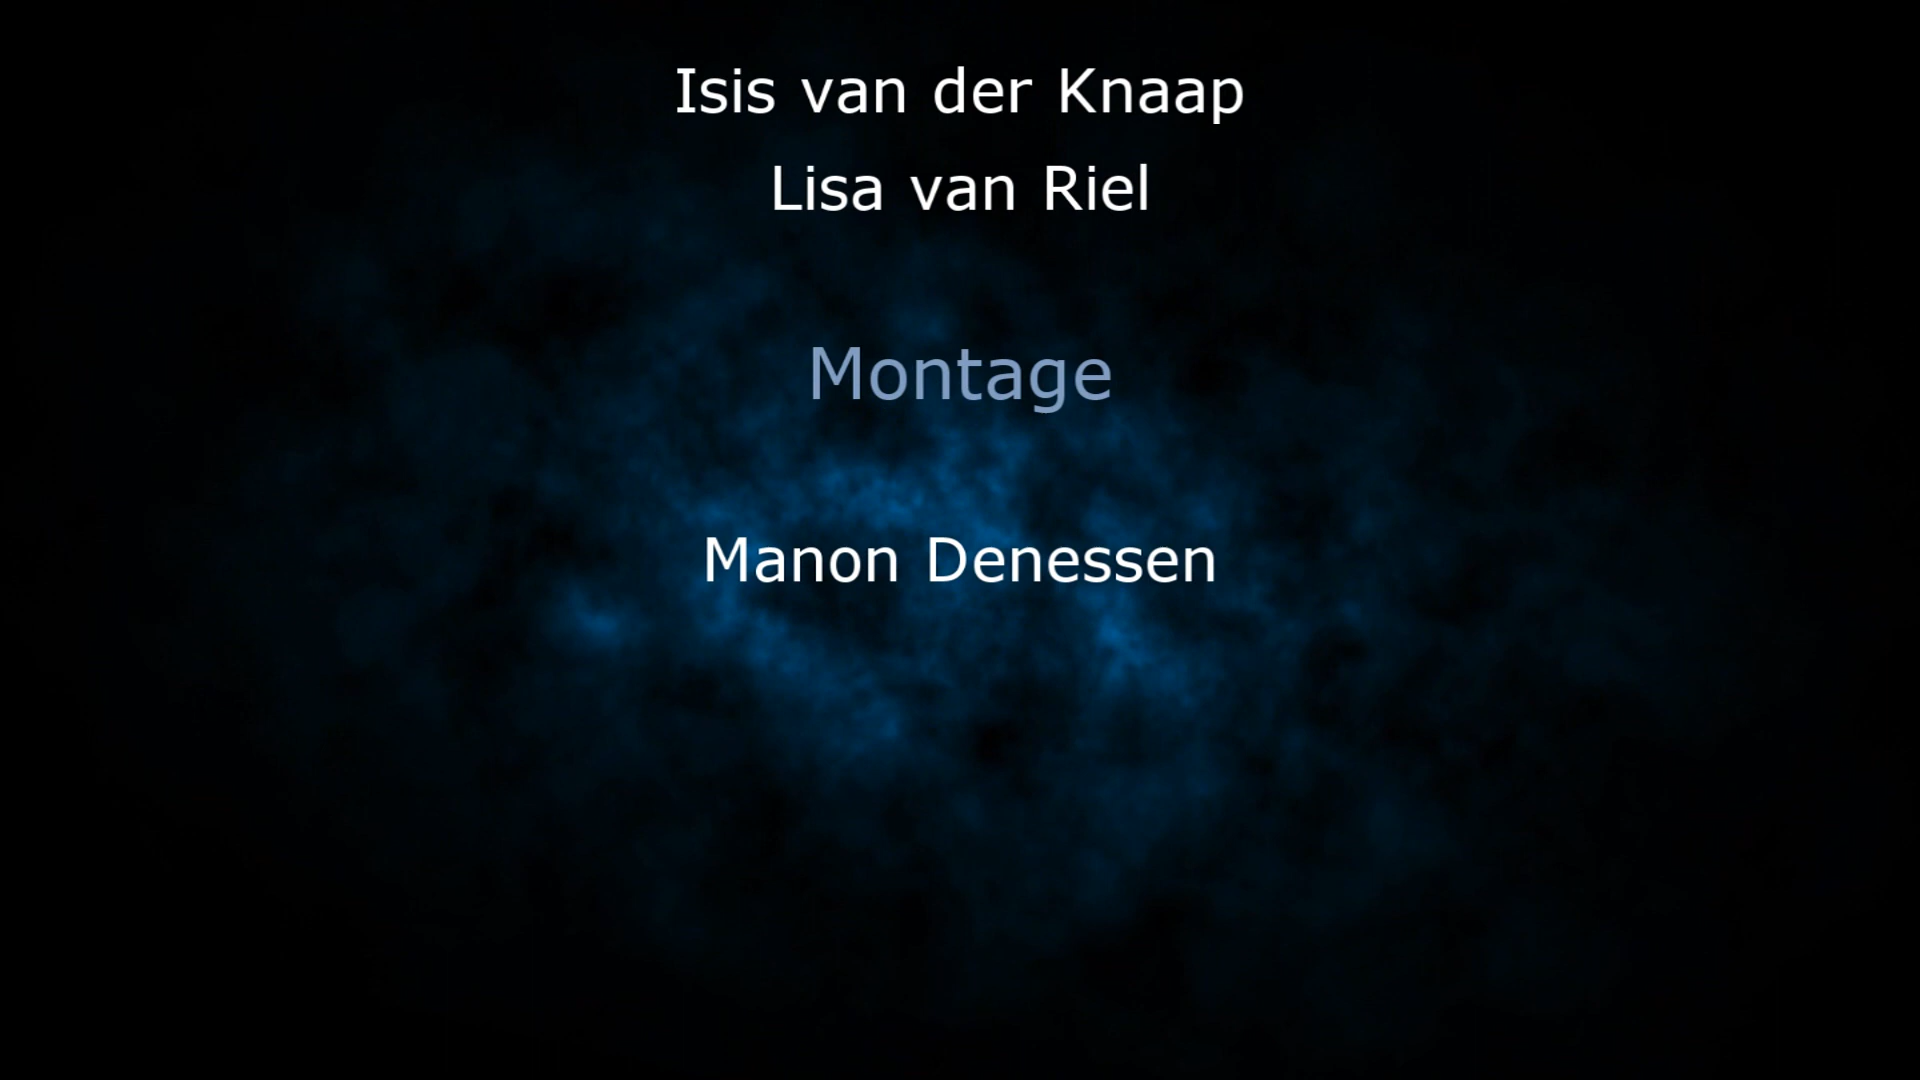 Isis van der Knaap
Lisa van Riel
Montage
Manon Denessen